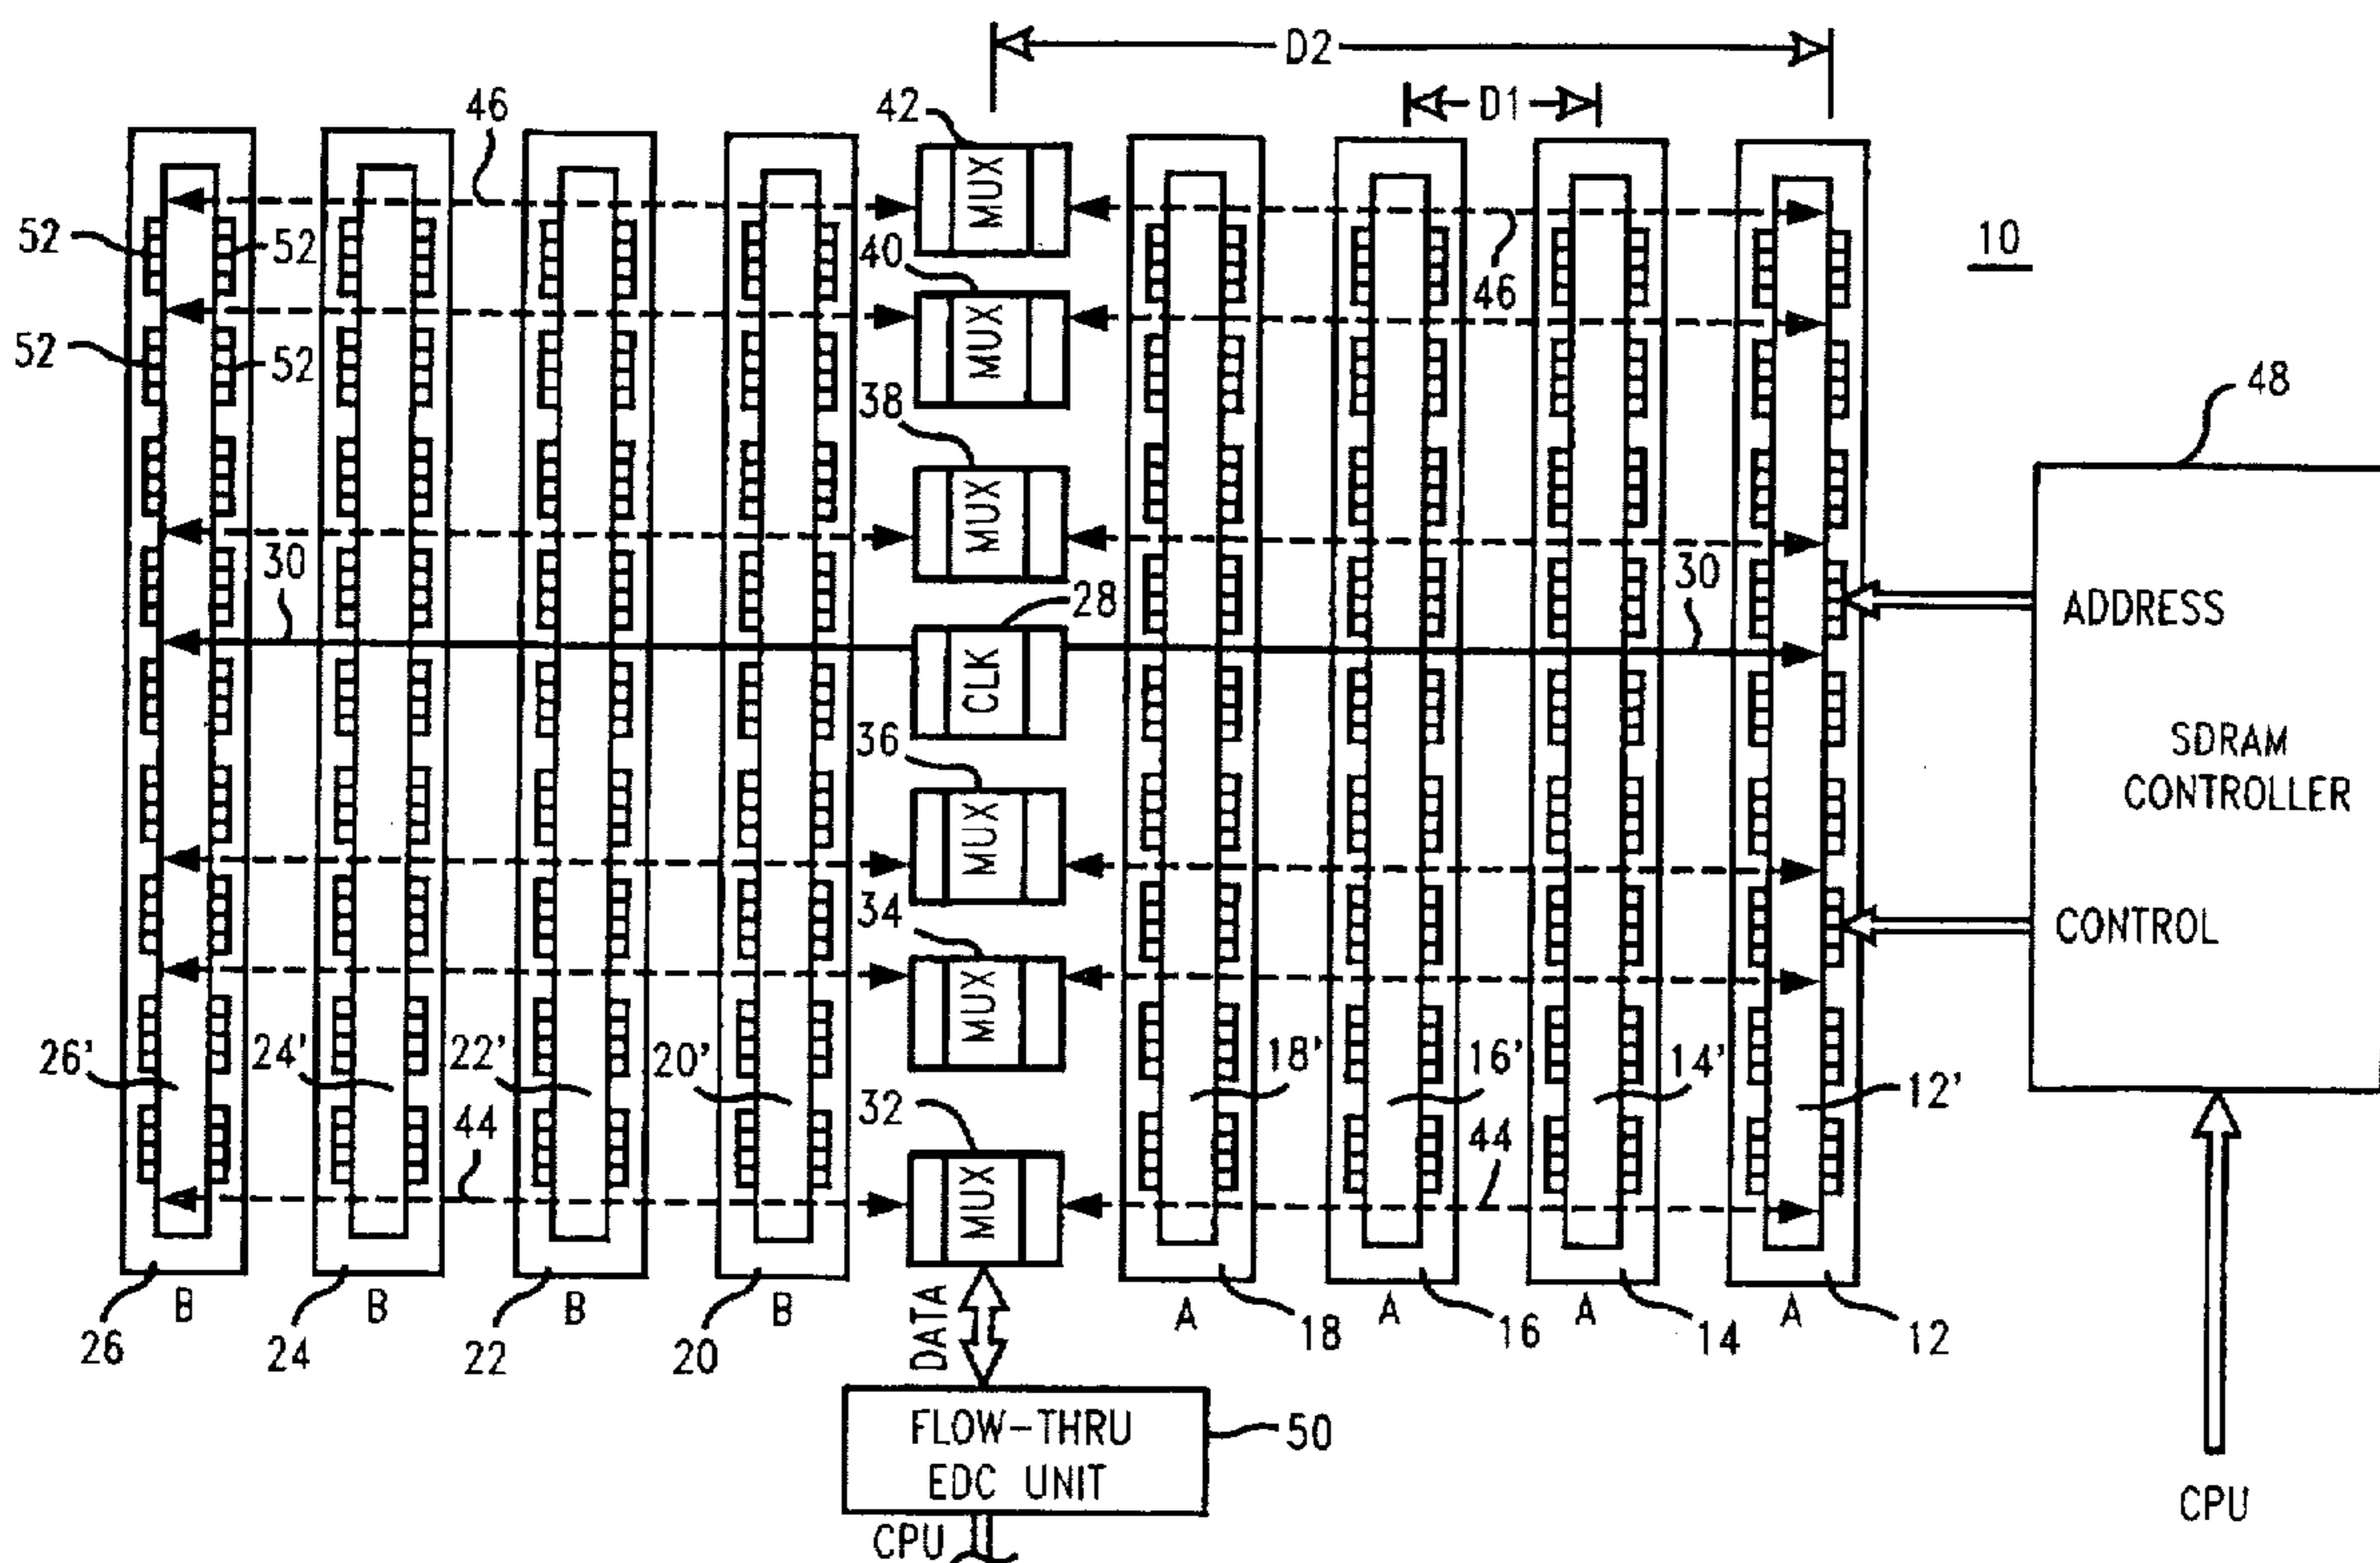 D2
D1
46
42
MUX
52
52
40
46
10
MUX
52
52
38
48
MUX
30
28
30
ADDRESS
CLK
36
SDRAM
CONTROLLER
MUX
34
CONTROL
MUX
26'
24'
22'
20'
18'
16'
14'
12'
32
44
44
MUX
B
B
B
B
A
A
A
A
26
24
22
20
DATA
18
16
14
12
FLOW-THRU
EDC UNIT
50
CPU
CPU